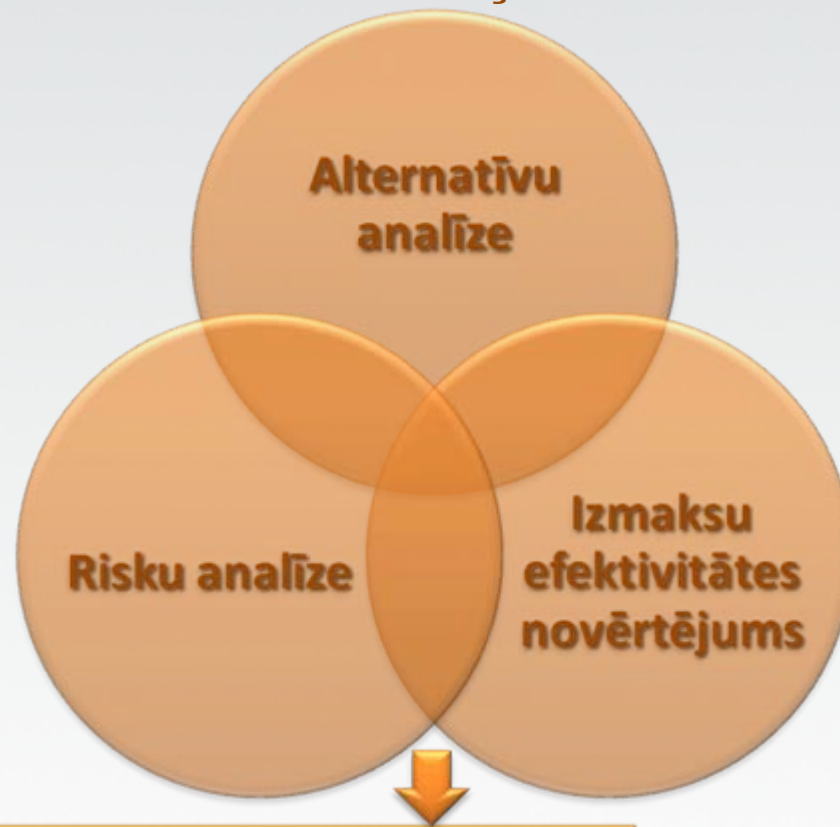 Alternatīvu
analīze
Risku analīze
Izmaksu
efektivitātes
novērtējums